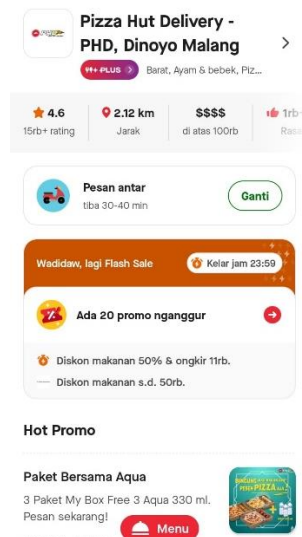 Pizza Hut Delivery -
PHD, Dinoyo Malang
PLUS
Barat, Ayam & bebek, Piz...
4.6
2.12 km
$$$$
1rb
15rb+ rating
Jarak
di atas 100rb
Rasa
Pesan antar
tiba 30-40 min
Ganti
Wadidaw, lagi Flash Sale
Kelar jam 23:59
Ada 20 promo nganggur
Diskon makanan 50% & ongkir 11rb.
Diskon makanan s.d. 50rb.
Hot Promo
Paket Bersama Aqua
3 Paket My Box Free 3 Aqua 330 ml.
Pesan sekarang!
Menu